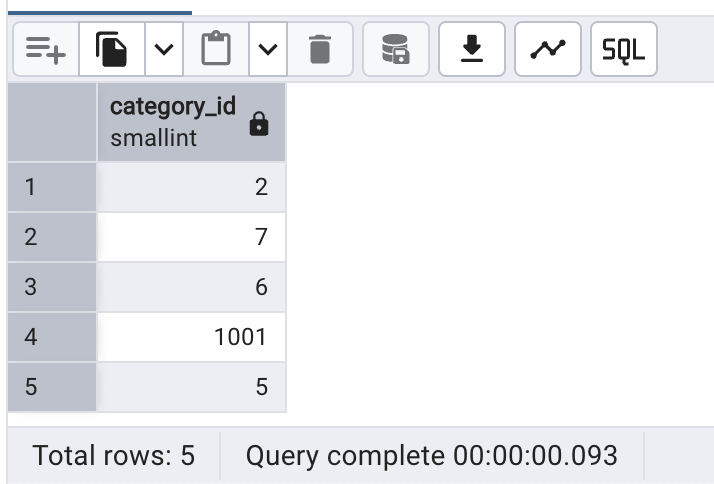 SQL
category_id
smallint
1 2
2 7
3 6
4 1001
5 5
Total rows: 5 Query complete 00:00:00.093